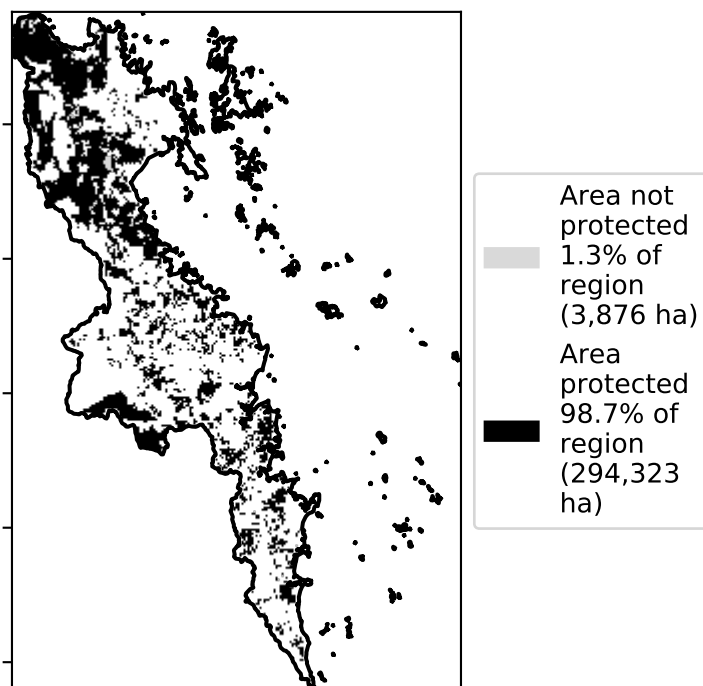 Area not
protected
1.3% of
region
(3,876 ha)
Area
protected
98.7% of
region
(294,323
ha)